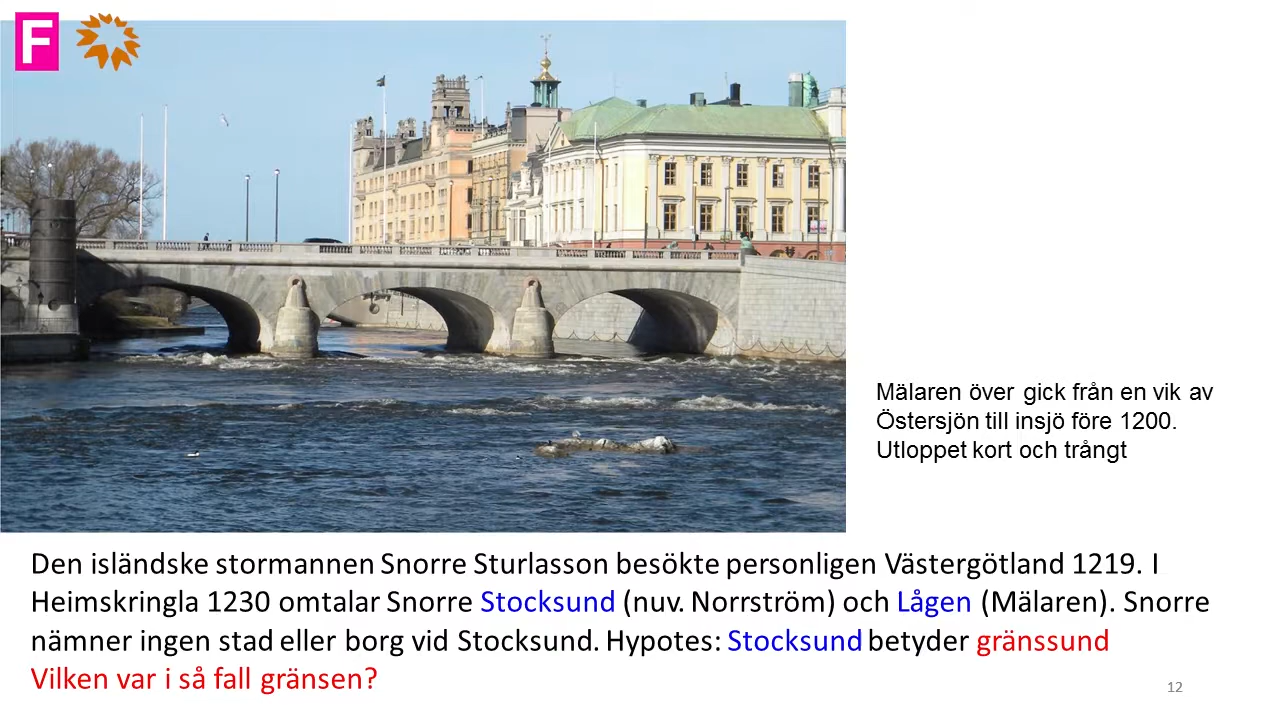 F
Mälaren över gick från en vik av
Östersjön till insjö före 1200.
Utloppet kort och trångt
Den isländske stormannen Snorre Sturlasson besökte personligen Västergötland 1219. I
Heimskringla 1230 omtalar Snorre Stocksund (nuv. Norrström) och Lågen (Mälaren). Snorre
nämner ingen stad eller borg vid Stocksund. Hypotes: Stocksund betyder gränssund
Vilken var i så fall gränsen?
12